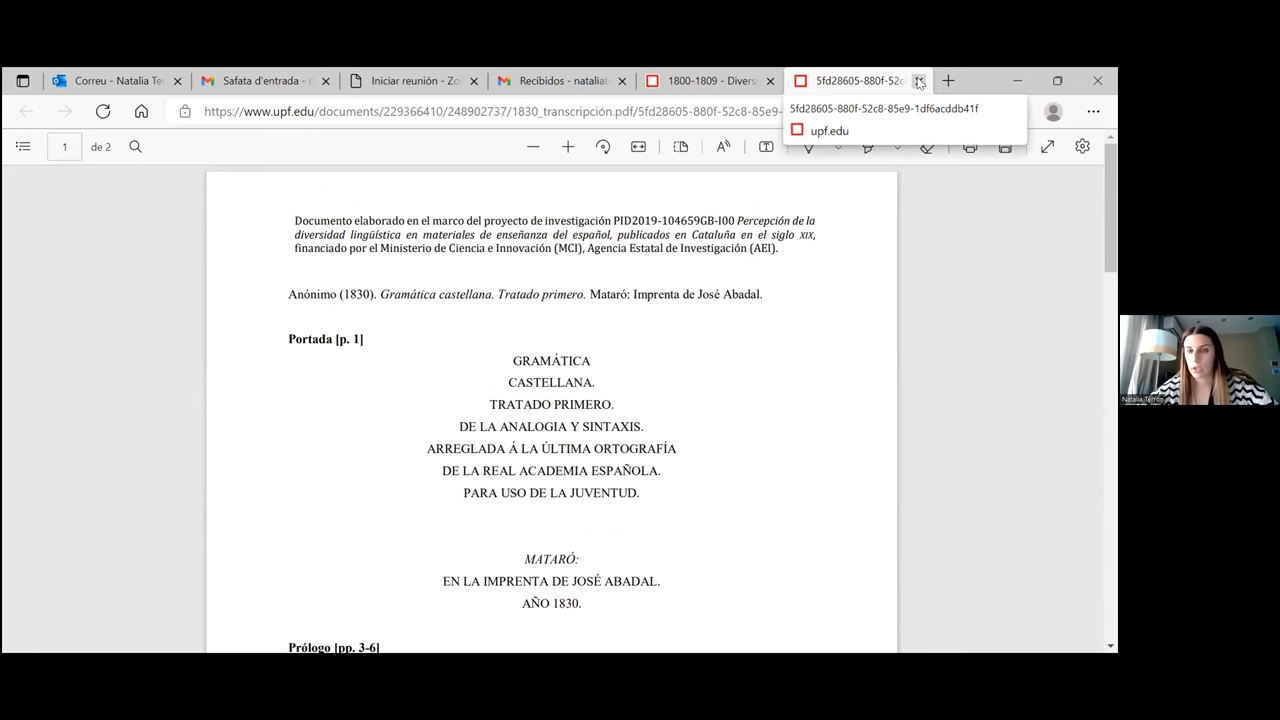 Correu - Natalia Te
Safata d'entrada -
Iniciar reunión - Zo
Recibidos - natalia
1800-1809 - Divers
5fd28605-880f-52c
https://www.upf.edu/documents/229366410/248902737/1830_transcripción.pdf/5fd28605-880f-52c8-85e9-
5fd28605-880f-52c8-85e9-1df6acddb41f
upf.edu
1 de 2
Documento elaborado en el marco del proyecto de investigación PID2019-104659GB-I00 Percepción de la
diversidad lingüística en materiales de enseñanza del español, publicados en Cataluña en el siglo XIX,
financiado por el Ministerio de Ciencia e Innovación (MCI), Agencia Estatal de Investigación (AEI).
Anónimo (1830). Gramática castellana. Tratado primero. Mataró: Imprenta de José Abadal.
Portada [p. 1]
GRAMÁTICA
CASTELLANA.
TRATADO PRIMERO.
DE LA ANALOGIA Y SINTAXIS.
ARREGLADA Á LA ÚLTIMA ORTOGRAFÍA
DE LA REAL ACADEMIA ESPAÑOLA.
PARA USO DE LA JUVENTUD.
MATARÓ:
EN LA IMPRENTA DE JOSÉ ABADAL.
AÑO 1830.
Prólogo [pp. 3-6]
Natalia Terrón